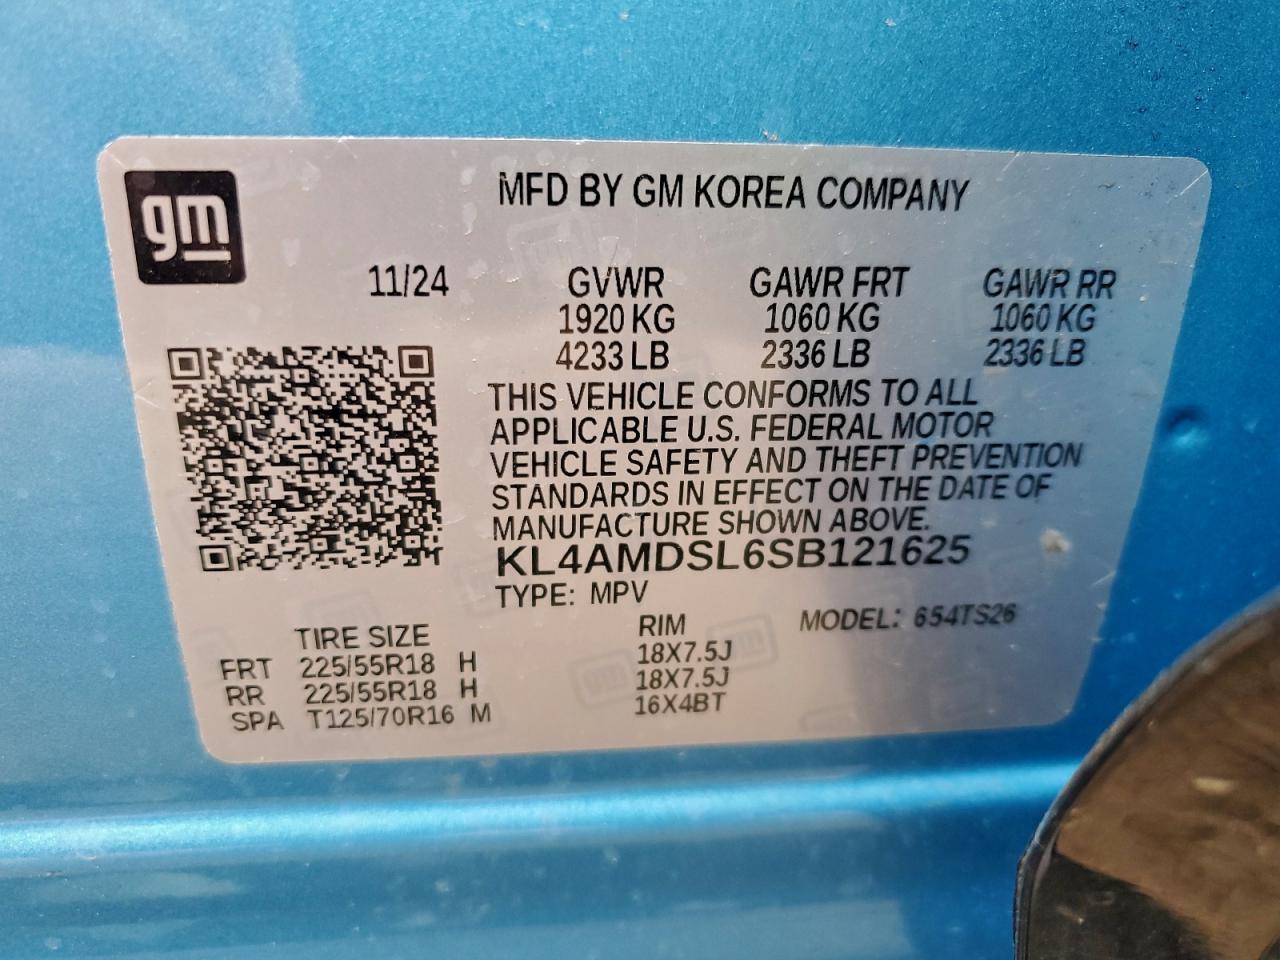 gm
MFD BY GM KOREA COMPANY
11/24 GVWR GAWR FRT GAWR RR
1920 KG 1060 KG 1060 KG
4233 LB 2336 LB 2336 LB
THIS VEHICLE CONFORMS TO ALL
APPLICABLE U.S. FEDERAL MOTOR
VEHICLE SAFETY AND THEFT PREVENTION
STANDARDS IN EFFECT ON THE DATE OF
MANUFACTURE SHOWN ABOVE.
KL4AMDSL6SB121625
TYPE: MPV
MODEL: 654TS26
TIRE SIZE RIM
FRT 225/55R18 H 18X7.5J
RR 225/55R18 H 18X7.5J
SPA T125/70R16 M 16X4BT